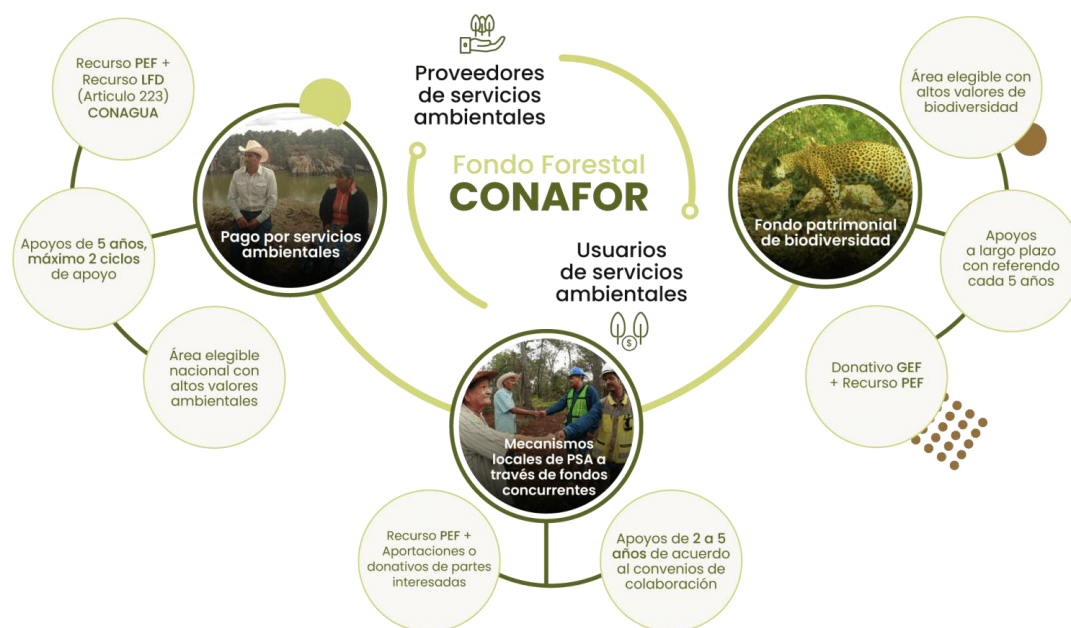 Proveedores
de servicios
ambientales
Fondo Forestal
CONAFOR
Usuarios
de servicios
ambientales
Recurso PEF +
Recurso LFD
(Articulo 223)
CONAGUA
Apoyos de 5 años,
máximo 2 ciclos
de apoyo
Área elegible
nacional con
altos valores
ambientales
Pago por servicios
ambientales
Mecanismos
locales de PSA a
través de fondos
concurrentes
Recurso PEF +
Aportaciones o
donativos de partes
interesadas
Apoyos de 2 a 5
años de acuerdo
al convenios de
colaboración
Fondo patrimonial
de biodiversidad
Área elegible con
altos valores de
biodiversidad
Apoyos
a largo plazo
con referendo
cada 5 años
Donativo GEF
+ Recurso PEF
$